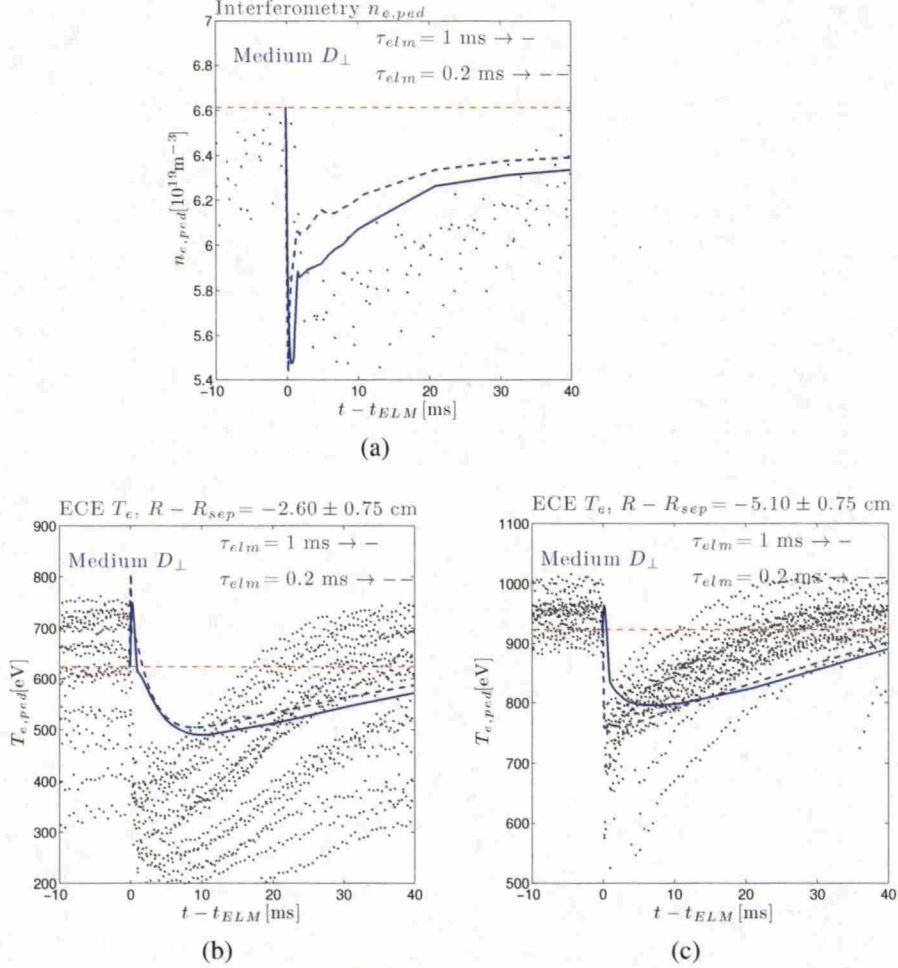 Interferometry n_{e,ped}
7
6.8
6.6
6.4
6.2
6
5.8
5.6
5.4
n_{e,ped}[10^{19}m^{-3}]
Medium D_⊥
τ_{elm} = 1 ms → −
τ_{elm} = 0.2 ms → −−
-10 0 10 20 30 40
t − t_{ELM}[ms]
(a)
ECE T_e, R − R_{sep} = −2.60 ± 0.75 cm
900
800
700
600
500
400
300
200
T_{e,ped}[eV]
Medium D_⊥
τ_{elm} = 1 ms → −
τ_{elm} = 0.2 ms → −−
-10 0 10 20 30 40
t − t_{ELM}[ms]
(b)
ECE T_e, R − R_{sep} = −5.10 ± 0.75 cm
1100
1000
900
800
700
600
500
T_{e,ped}[eV]
Medium D_⊥
τ_{elm} = 1 ms → −
τ_{elm} = 0.2 ms → −−
-10 0 10 20 30 40
t − t_{ELM}[ms]
(c)